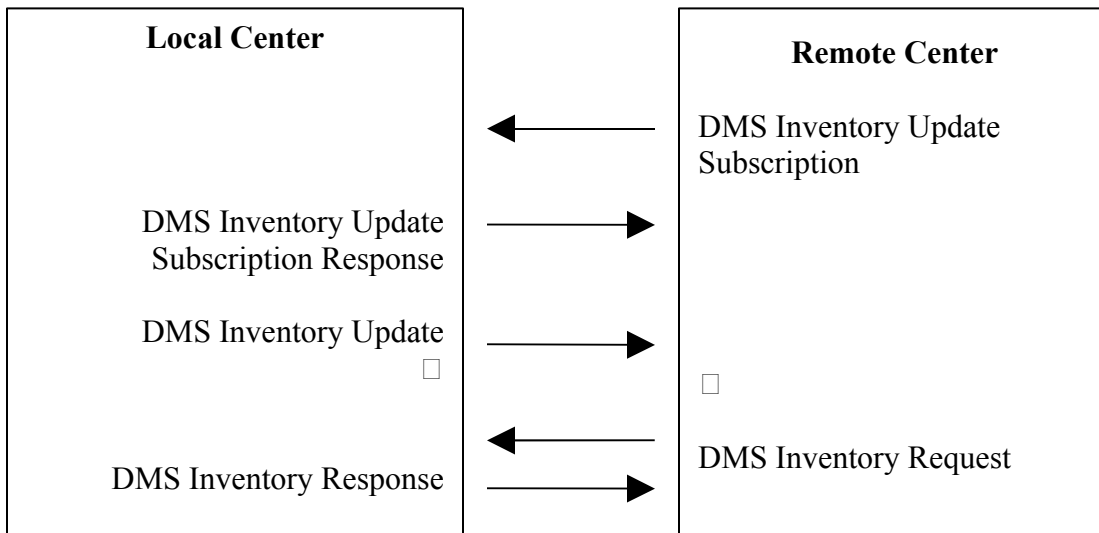 Local Center
Remote Center
DMS Inventory Update
Subscription
DMS Inventory Update
Subscription Response
DMS Inventory Update
DMS Inventory Request
DMS Inventory Response